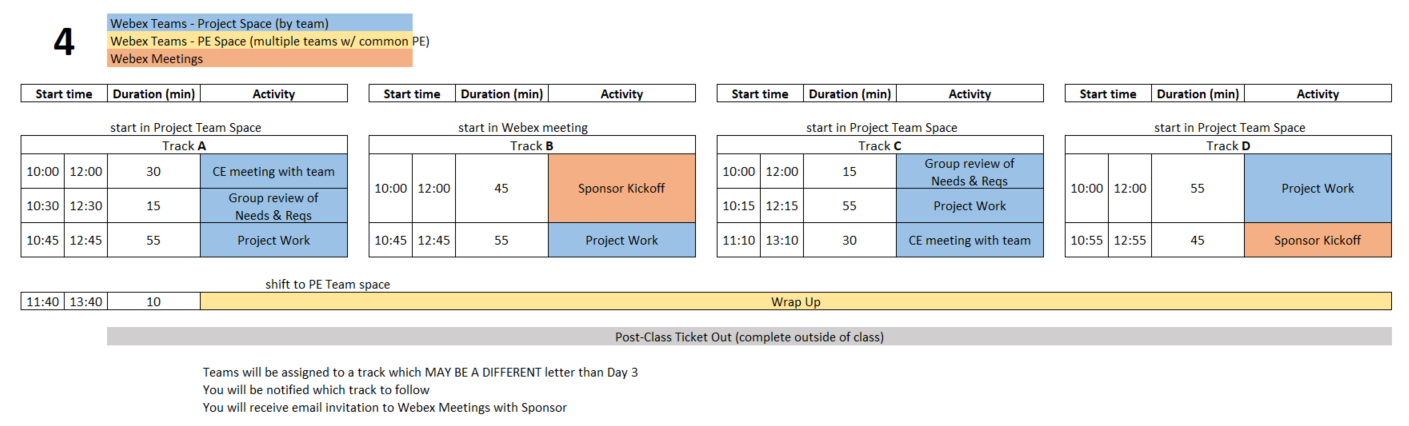 4
Webex Teams - Project Space (by team)
Webex Teams - PE Space (multiple teams w/ common PE)
Webex Meetings
Start time Duration (min) Activity Start time Duration (min) Activity Start time Duration (min) Activity Start time Duration (min) Activity
start in Project Team Space start in Webex meeting start in Project Team Space start in Project Team Space
Track A Track B Track C Track D
10:00 12:00 30 CE meeting with team
10:30 12:30 15 Group review of
Needs & Reqs
10:45 12:45 55 Project Work
10:00 12:00 45 Sponsor Kickoff
10:45 12:45 55 Project Work
10:00 12:00 15 Group review of
Needs & Reqs
10:15 12:15 55 Project Work
11:10 13:10 30 CE meeting with team
10:00 12:00 55 Project Work
10:55 12:55 45 Sponsor Kickoff
shift to PE Team space
11:40 13:40 10 Wrap Up
Post-Class Ticket Out (complete outside of class)
Teams will be assigned to a track which MAY BE A DIFFERENT letter than Day 3
You will be notified which track to follow
You will receive email invitation to Webex Meetings with Sponsor